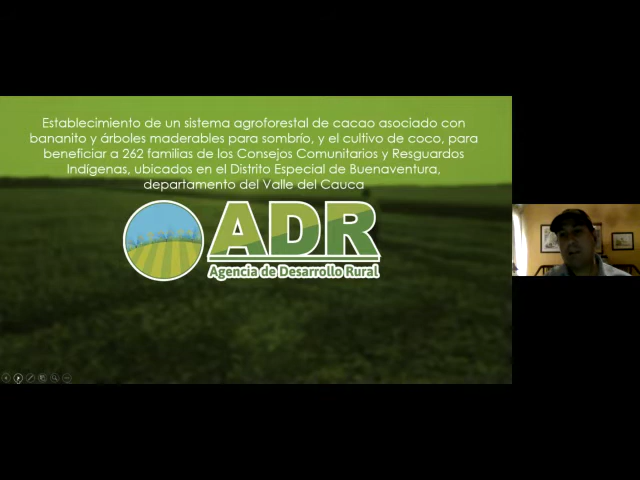 Establecimiento de un sistema agroforestal de cacao asociado con
bananito y árboles maderables para sombrío, y el cultivo de coco, para
beneficiar a 262 familias de los Consejos Comunitarios y Resguardos
Indígenas, ubicados en el Distrito Especial de Buenaventura,
departamento del Valle del Cauca
ADR
Agencia de Desarrollo Rural